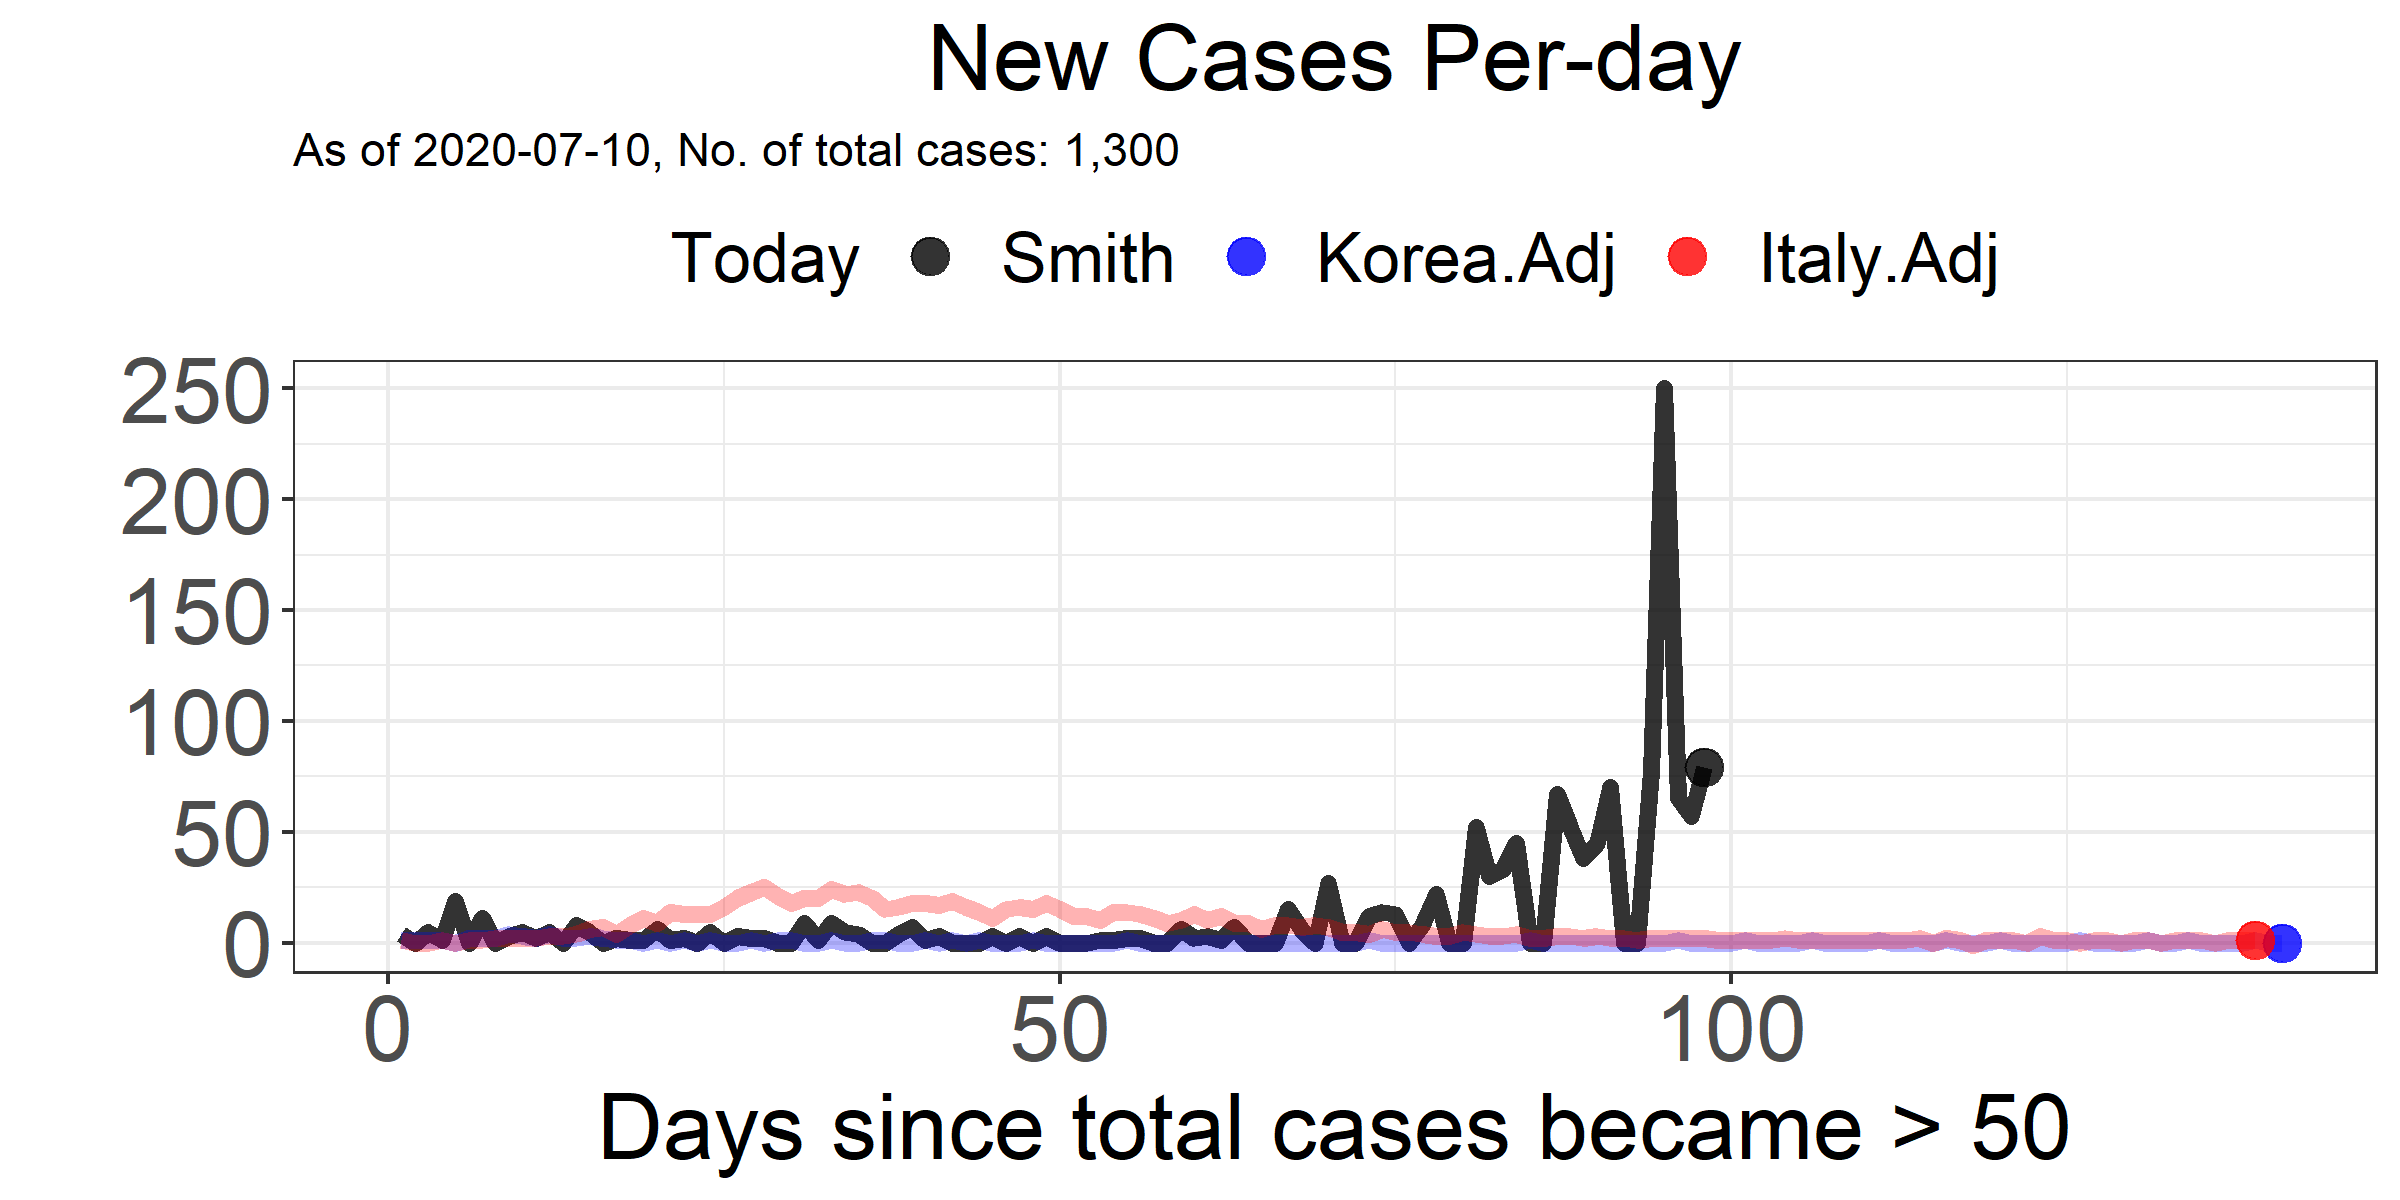 New Cases Per-day
As of 2020-07-10, No. of total cases: 1,300
Today Smith Korea.Adj Italy.Adj
250
200
150
100
50
0
0 50 100
Days since total cases became > 50